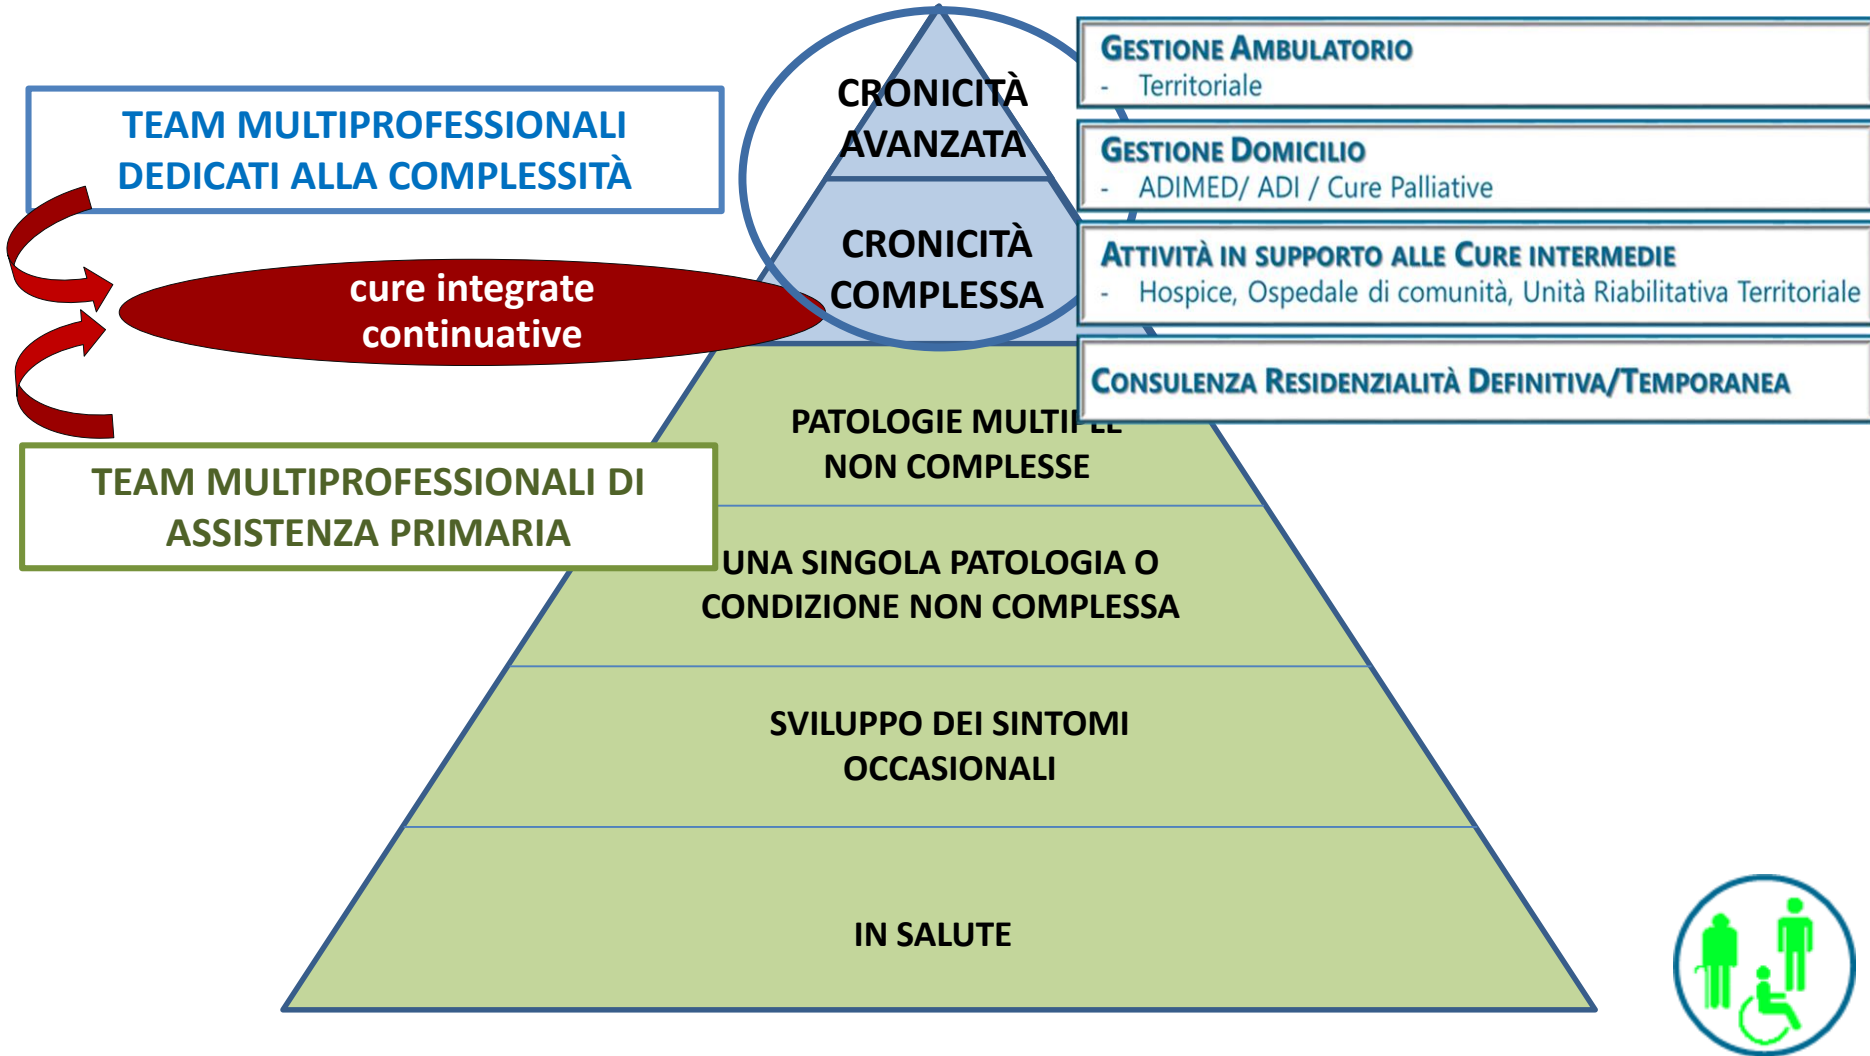 TEAM MULTIPROFESSIONALI
DEDICATI ALLA COMPLESSITÀ
cure integrate
continuative
TEAM MULTIPROFESSIONALI DI
ASSISTENZA PRIMARIA
CRONICITÀ
AVANZATA
CRONICITÀ
COMPLESSA
PATOLOGIE MULTIPLE
NON COMPLESSE
UNA SINGOLA PATOLOGIA O
CONDIZIONE NON COMPLESSA
SVILUPPO DEI SINTOMI
OCCASIONALI
IN SALUTE
GESTIONE AMBULATORIO
- Territoriale
GESTIONE DOMICILIO
- ADIMED/ ADI / Cure Palliative
ATTIVITÀ IN SUPPORTO ALLE CURE INTERMEDIE
- Hospice, Ospedale di comunità, Unità Riabilitativa Territoriale
CONSULENZA RESIDENZIALITÀ DEFINITIVA/TEMPORANEA